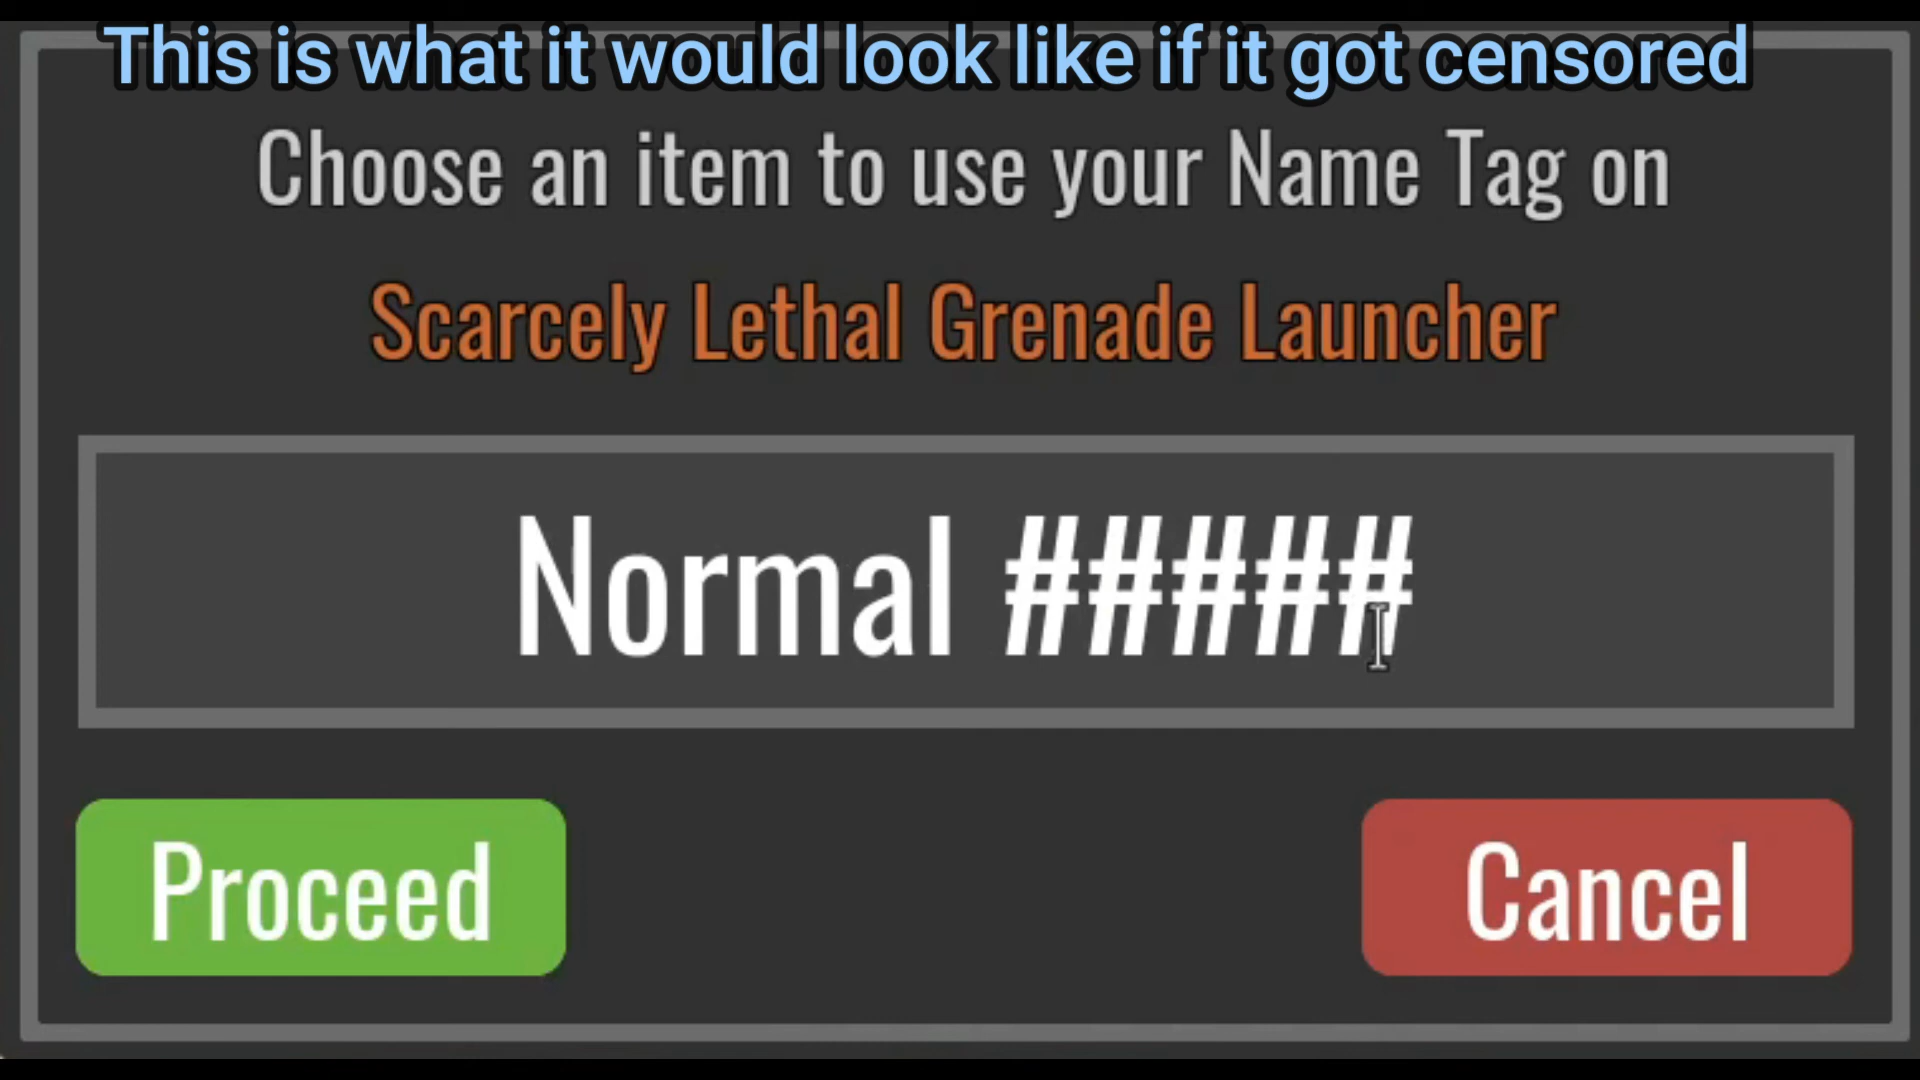 This is what it would look like if it got censored
Choose an item to use your Name Tag on
Scarcely Lethal Grenade Launcher
Normal #####
Proceed
Cancel